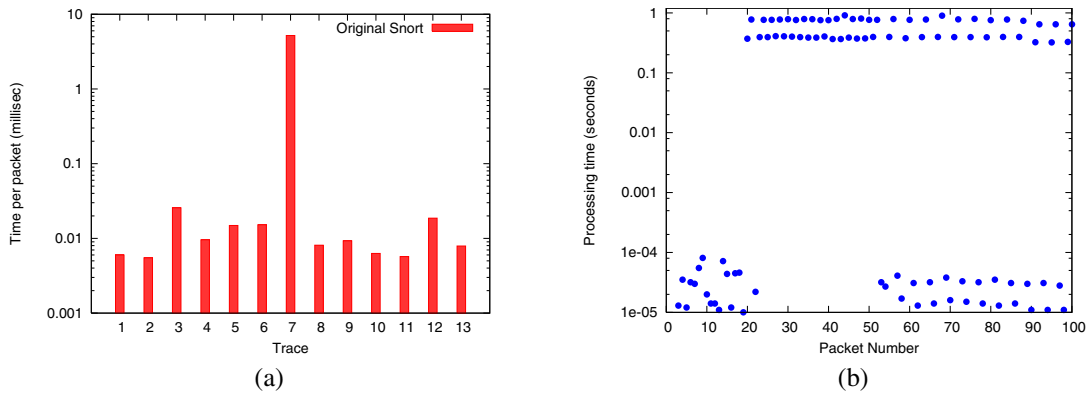 10
1
0.1
0.01
0.001
Time per packet (millisec)
Original Snort
1 2 3 4 5 6 7 8 9 10 11 12 13
Trace
(a)
1
0.1
0.01
0.001
1e-04
1e-05
Processing time (seconds)
0 10 20 30 40 50 60 70 80 90 100
Packet Number
(b)